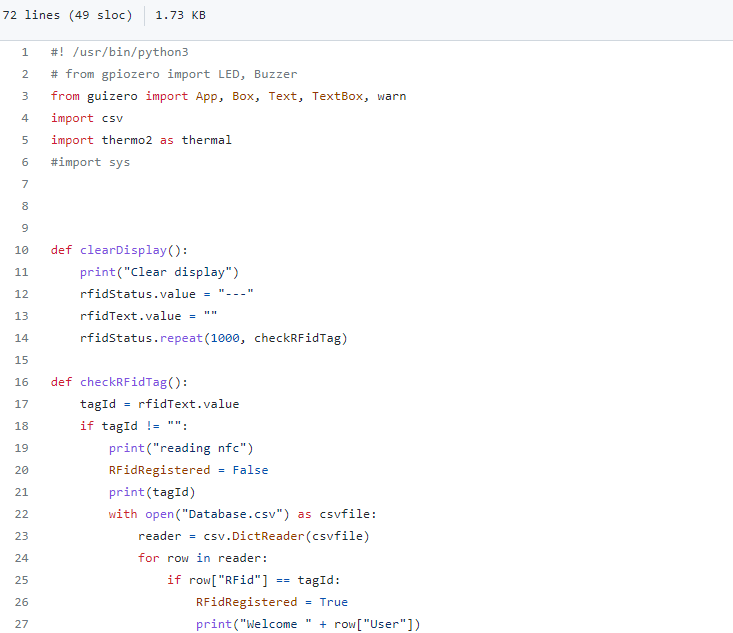 72 lines (49 sloc) 1.73 KB
1 #! /usr/bin/python3
2 # from gpiozero import LED, Buzzer
3 from guizero import App, Box, Text, TextBox, warn
4 import csv
5 import thermo2 as thermal
6 #import sys
7
8
9
10 def clearDisplay():
11     print("Clear display")
12     rfidStatus.value = "---"
13     rfidText.value = ""
14     rfidStatus.repeat(1000, checkRFidTag)
15
16 def checkRFidTag():
17     tagId = rfidText.value
18     if tagId != "":
19         print("reading nfc")
20         RFidRegistered = False
21         print(tagId)
22         with open("Database.csv") as csvfile:
23             reader = csv.DictReader(csvfile)
24             for row in reader:
25                 if row["RFid"] == tagId:
26                     RFidRegistered = True
27                     print("Welcome " + row["User"])